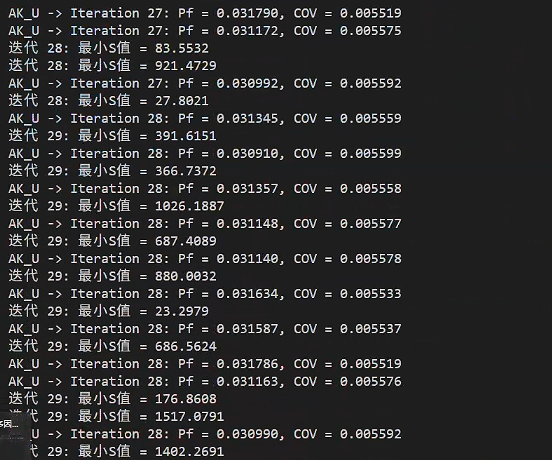 AK_U -> Iteration 27: Pf = 0.031790, COV = 0.005519
AK_U -> Iteration 27: Pf = 0.031172, COV = 0.005575
迭代 28: 最小S值 = 83.5532
迭代 28: 最小S值 = 921.4729
AK_U -> Iteration 27: Pf = 0.030992, COV = 0.005592
迭代 28: 最小S值 = 27.8021
AK_U -> Iteration 28: Pf = 0.031345, COV = 0.005559
迭代 29: 最小S值 = 391.6151
AK_U -> Iteration 28: Pf = 0.030910, COV = 0.005599
迭代 29: 最小S值 = 366.7372
AK_U -> Iteration 28: Pf = 0.031357, COV = 0.005558
迭代 29: 最小S值 = 1026.1887
AK_U -> Iteration 28: Pf = 0.031148, COV = 0.005577
迭代 29: 最小S值 = 687.4089
AK_U -> Iteration 28: Pf = 0.031140, COV = 0.005578
迭代 29: 最小S值 = 880.0032
AK_U -> Iteration 28: Pf = 0.031634, COV = 0.005533
迭代 29: 最小S值 = 23.2979
AK_U -> Iteration 28: Pf = 0.031587, COV = 0.005537
迭代 29: 最小S值 = 686.5624
AK_U -> Iteration 28: Pf = 0.031786, COV = 0.005519
AK_U -> Iteration 28: Pf = 0.031163, COV = 0.005576
迭代 29: 最小S值 = 176.8608
代 29: 最小S值 = 1517.0791
AK_U -> Iteration 28: Pf = 0.030990, COV = 0.005592
代 29: 最小S值 = 1402.2691